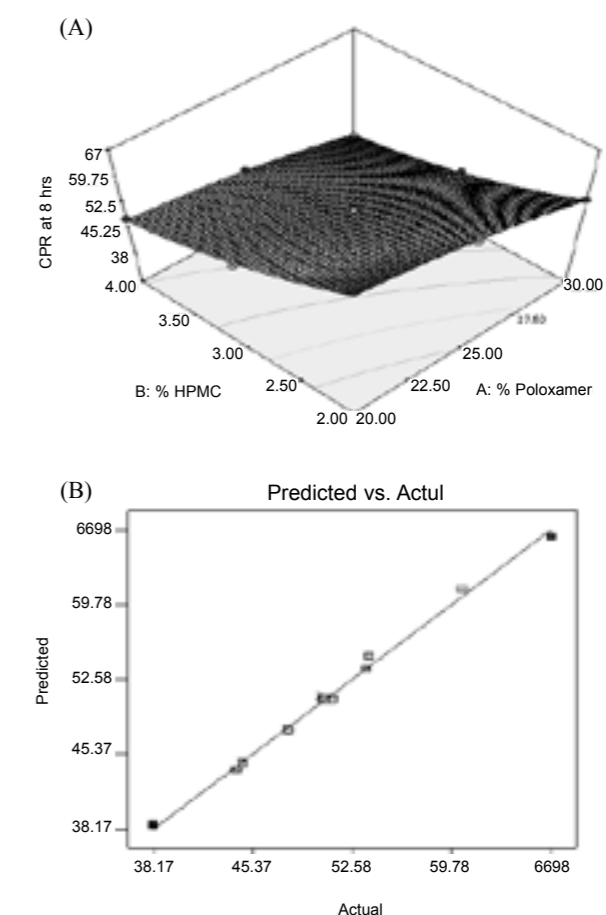 (A)
67
59.75
52.5
45.25
38
CPR at 8 hrs
4.00
3.50
3.00
2.50
2.00
B: % HPMC
20.00
22.50
25.00
27.50
30.00
A: % Poloxamer
(B)
Predicted vs. Actul
6698
59.78
52.58
45.37
38.17
Predicted
38.17 45.37 52.58 59.78 6698
Actual